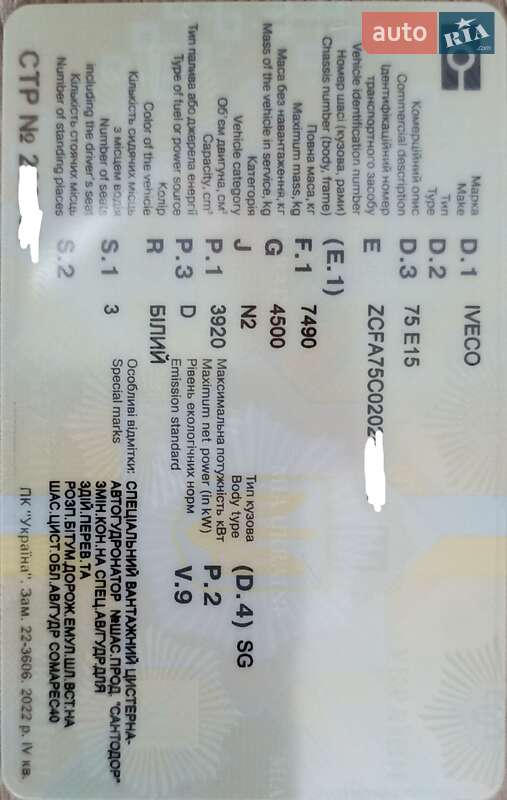 auto RIA .com
Марка D.1 IVECO
Make
Тип D.2
Type
Комерційний опис D.3 75 E15
Commercial description
Ідентифікаційний номер
транспортного засобу E ZCFA75C0202
Vehicle identification number
Номер шасі (кузова, рами) (E.1)
Chassis number (body, frame)
Повна маса, кг F.1 7490
Maximum mass, kg
Маса без навантаження, кг G 4500
Mass of the vehicle in service, kg
Категорія J N2 Тип кузова (D.4) SG
Vehicle category Body type
Об'єм двигуна, см³ P.1 3920 Максимальна потужність кВт P.2
Capacity, cm³ Maximum net power (in kW)
Тип палива або джерела енергії P.3 D Рівень екологічних норм V.9
Type of fuel or power source Emission standard
Колір R БІЛИЙ
Color of the vehicle
Кількість сидячих місць
з місцем водія S.1 3
Number of seats
including the driver's seat
Кількість стоячих місць S.2
Number of standing places
Особливі відмітки: СПЕЦІАЛЬНИЙ ВАНТАЖНИЙ ЦИСТЕРНА-
Special marks АВТОГУДРОНАТОР №ШАС.ПРОД "САНТОДОР"
ЗМІН.КОН.НА СПЕЦ.АВ/ГУДР.ДЛЯ
ЗДІЙ.ПЕРЕВ.ТА
РОЗП.БІТУМ.ДОРОЖ.ЕМУЛ.ШЛ.ВСТ.НА
ШАС.ЦИСТ.ОБЛ.АВ/ГУДР COMAPEC40
СТР № 2
ПК "Україна". Зам. 22-3606. 2022 р. IV кв.